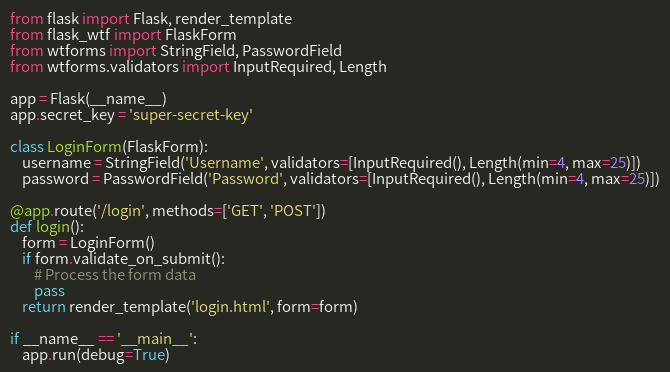 from flask import Flask, render_template
from flask_wtf import FlaskForm
from wtforms import StringField, PasswordField
from wtforms.validators import InputRequired, Length

app = Flask(__name__)
app.secret_key = 'super-secret-key'

class LoginForm(FlaskForm):
    username = StringField('Username', validators=[InputRequired(), Length(min=4, max=25)])
    password = PasswordField('Password', validators=[InputRequired(), Length(min=4, max=25)])

@app.route('/login', methods=['GET', 'POST'])
def login():
    form = LoginForm()
    if form.validate_on_submit():
        # Process the form data
        pass
    return render_template('login.html', form=form)

if __name__ == '__main__':
    app.run(debug=True)